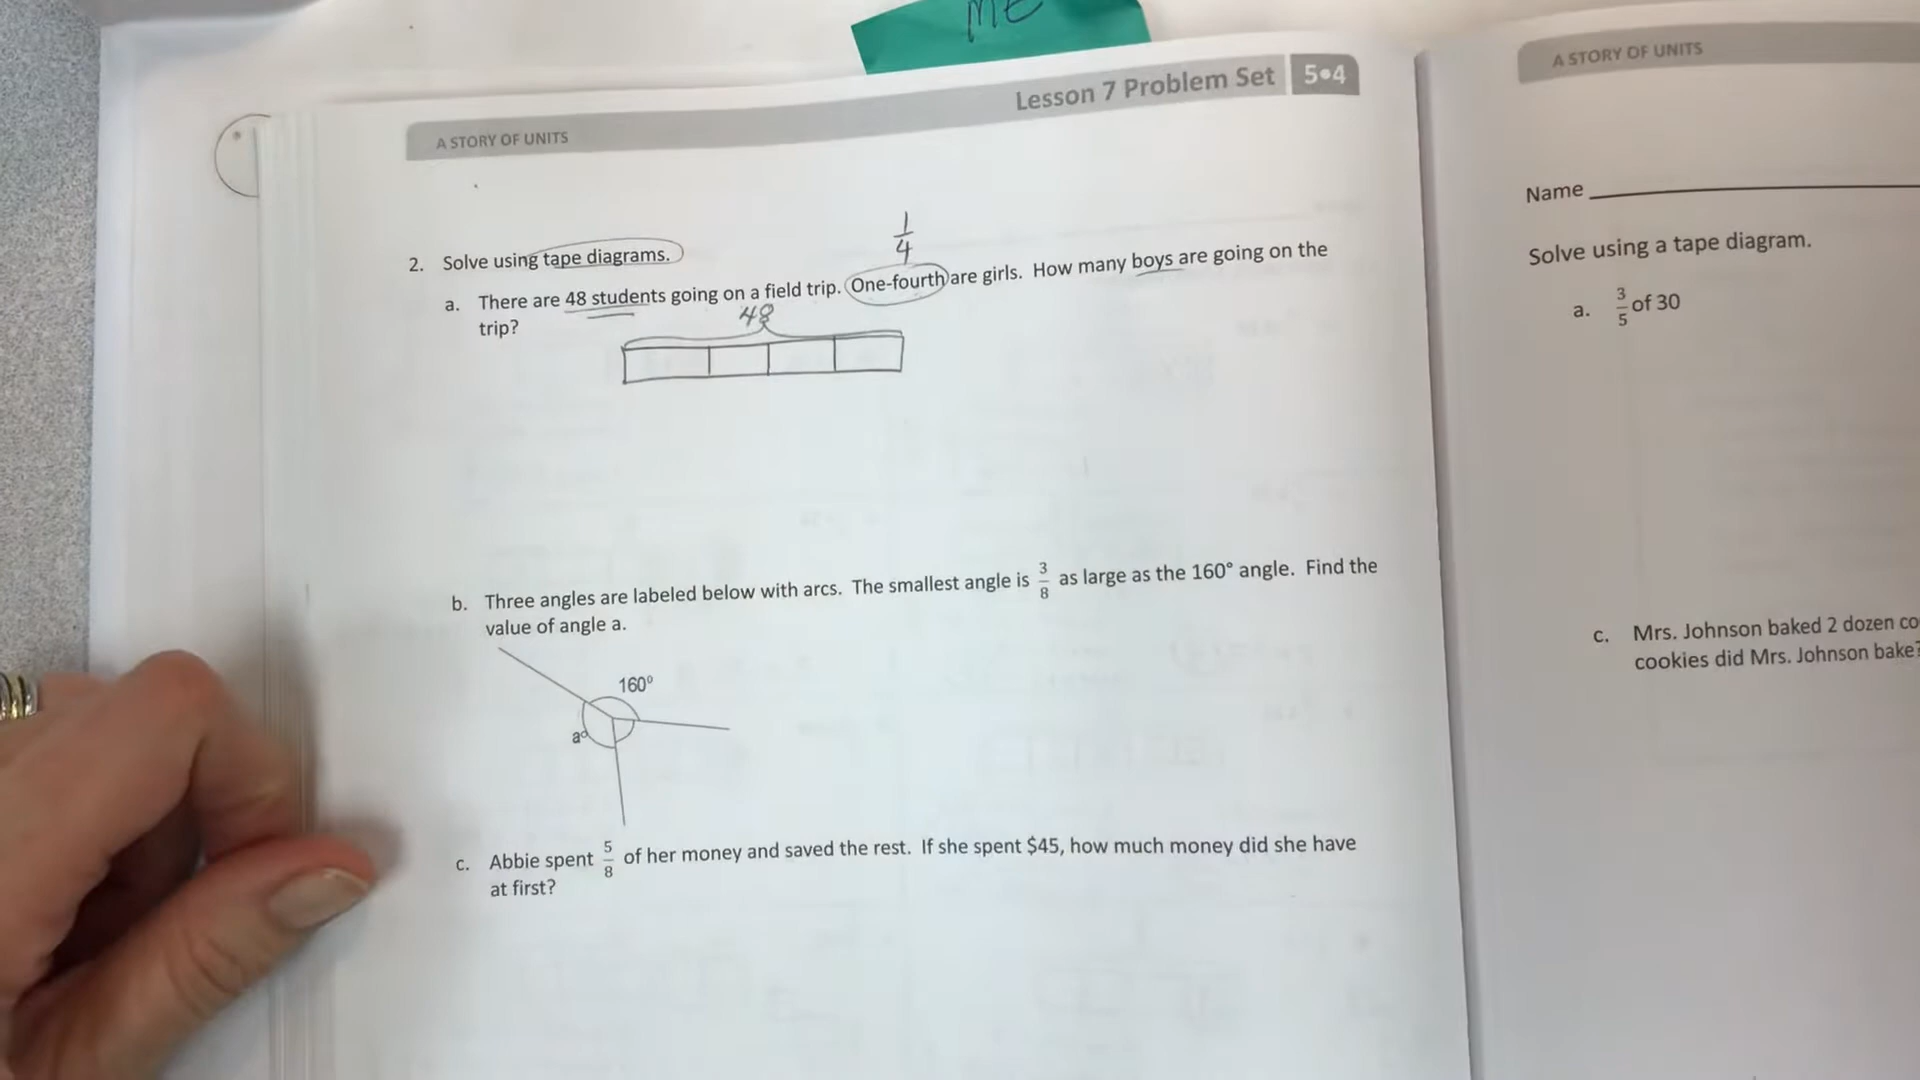 ME
Lesson 7 Problem Set 5•4
A STORY OF UNITS
1
4
2. Solve using tape diagrams.
a. There are 48 students going on a field trip. One-fourth are girls. How many boys are going on the
trip?
48
b. Three angles are labeled below with arcs. The smallest angle is 3/8 as large as the 160° angle. Find the
value of angle a.
160°
a°
c. Abbie spent 5/8 of her money and saved the rest. If she spent $45, how much money did she have
at first?
A STORY OF UNITS
Name
Solve using a tape diagram.
a. 3/5 of 30
c. Mrs. Johnson baked 2 dozen co
cookies did Mrs. Johnson bake?